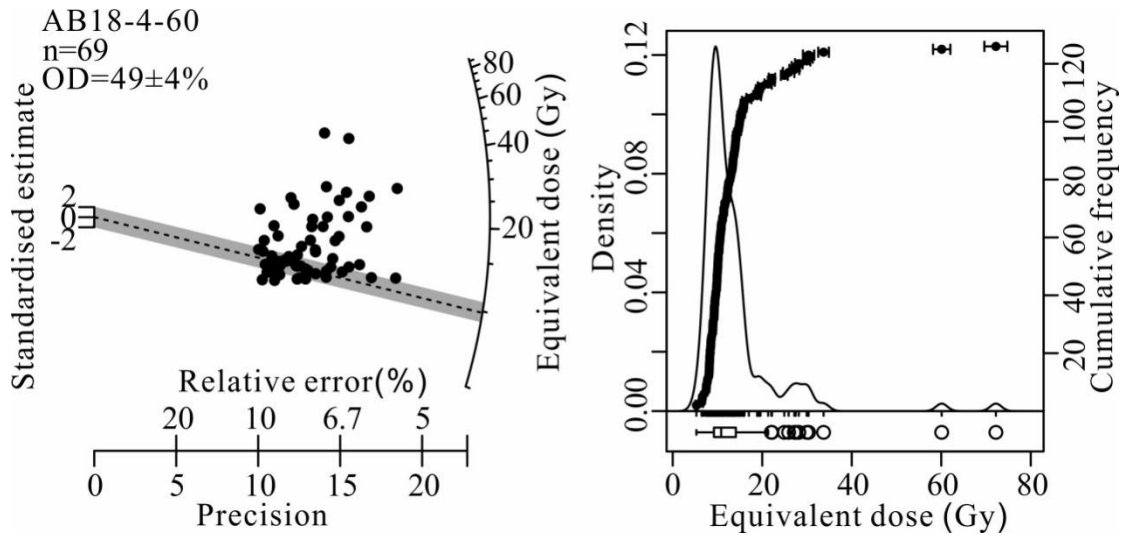 AB18-4-60
n=69
OD=49±4%
Standardised estimate
2
0
-2
80
60
40
20
Equivalent dose (Gy)
Relative error(%)
20 10 6.7 5
0 5 10 15 20
Precision
0.12
0.08
0.04
0.00
Density
120
100
80
60
40
20
Cumulative frequency
0 20 40 60 80
Equivalent dose (Gy)